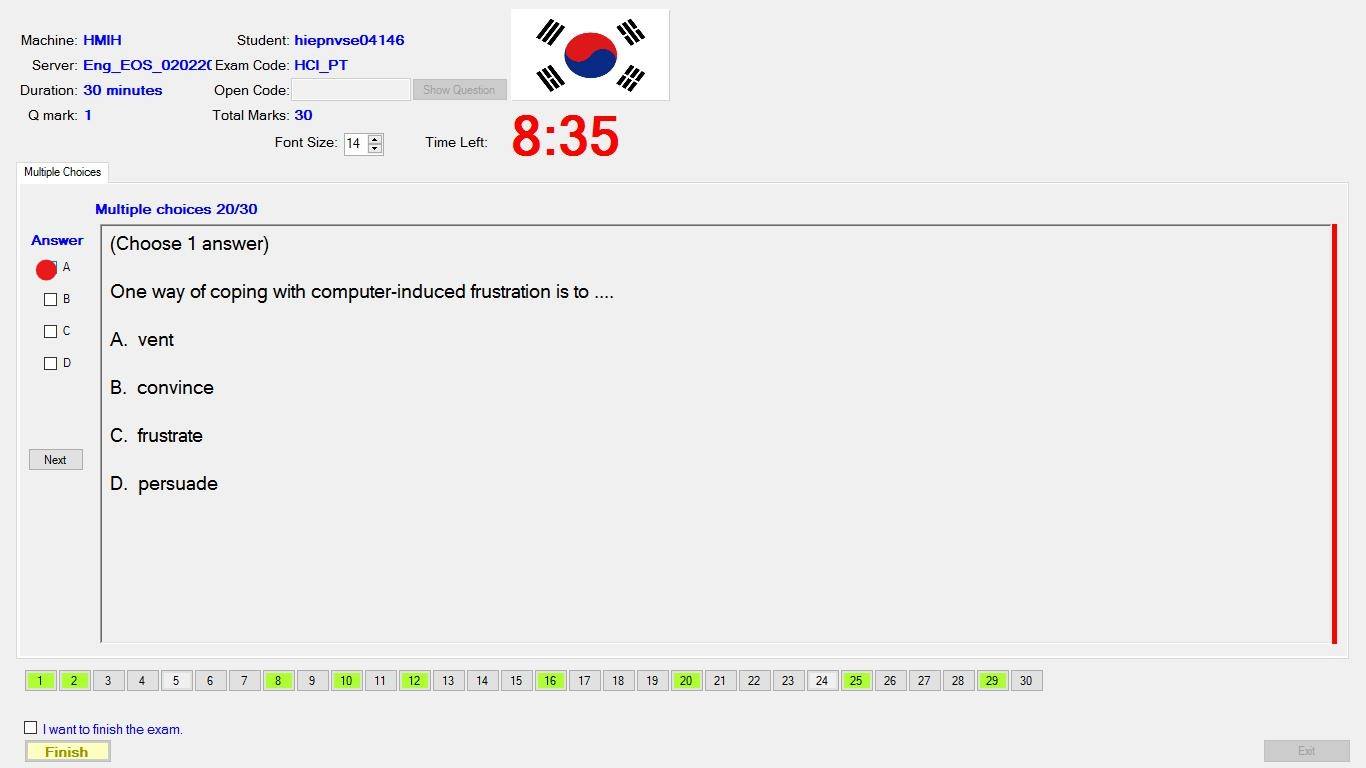 Machine: HMIH Student: hiepnvse04146
Server: Eng_EOS_020220 Exam Code: HCI_PT
Duration: 30 minutes Open Code: Show Question
Q mark: 1 Total Marks: 30
Font Size: 14 Time Left: 8:35
Multiple Choices
Multiple choices 20/30
Answer
(Choose 1 answer)
A
One way of coping with computer-induced frustration is to ....
B
C
A. vent
D
B. convince
C. frustrate
Next
D. persuade
1 2 3 4 5 6 7 8 9 10 11 12 13 14 15 16 17 18 19 20 21 22 23 24 25 26 27 28 29 30
I want to finish the exam.
Finish Exit